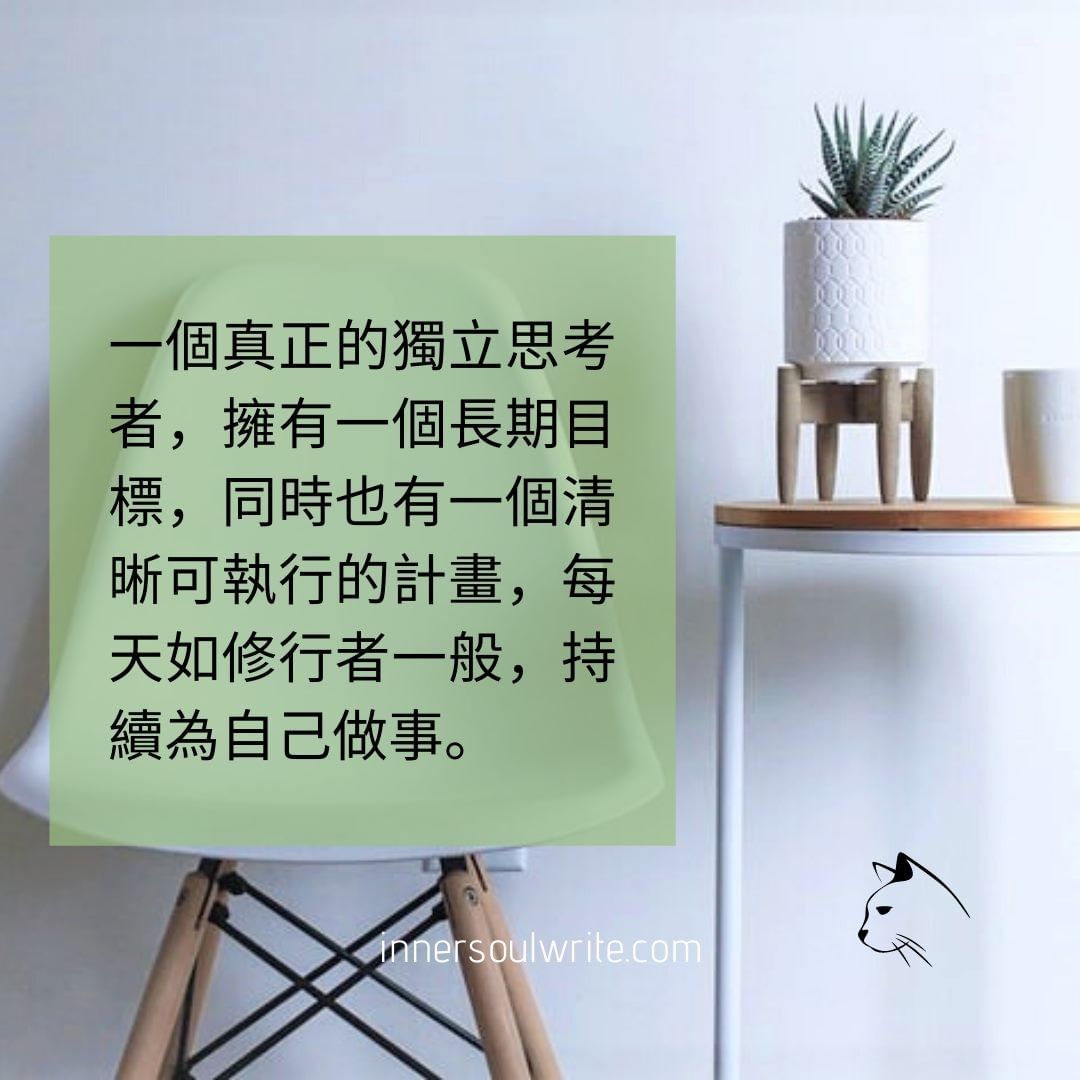 一個真正的獨立思考
者，擁有一個長期目
標，同時也有一個清
晰可執行的計畫，每
天如修行者一般，持
續為自己做事。
innersoulwrite.com